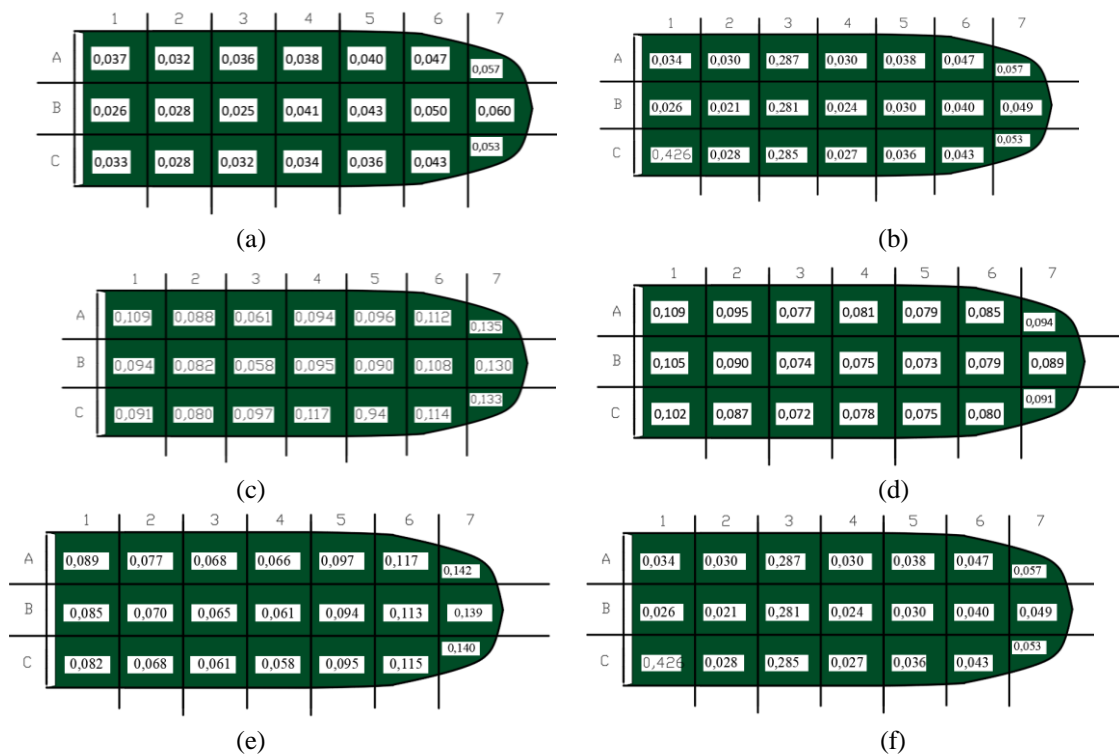 1 2 3 4 5 6 7
A 0,037 0,032 0,036 0,038 0,040 0,047 0,057
B 0,026 0,028 0,025 0,041 0,043 0,050 0,060
C 0,033 0,028 0,032 0,034 0,036 0,043 0,053
(a)
1 2 3 4 5 6 7
A 0,034 0,030 0,287 0,030 0,038 0,047 0,057
B 0,026 0,021 0,281 0,024 0,030 0,040 0,049
C 0,426 0,028 0,285 0,027 0,036 0,043 0,053
(b)
1 2 3 4 5 6 7
A 0,109 0,088 0,061 0,094 0,096 0,112 0,135
B 0,094 0,082 0,058 0,095 0,090 0,108 0,130
C 0,091 0,080 0,097 0,117 0,94 0,114 0,133
(c)
1 2 3 4 5 6 7
A 0,109 0,095 0,077 0,081 0,079 0,085 0,094
B 0,105 0,090 0,074 0,075 0,073 0,079 0,089
C 0,102 0,087 0,072 0,078 0,075 0,080 0,091
(d)
1 2 3 4 5 6 7
A 0,089 0,077 0,068 0,066 0,097 0,117 0,142
B 0,085 0,070 0,065 0,061 0,094 0,113 0,139
C 0,082 0,068 0,061 0,058 0,095 0,115 0,140
(e)
1 2 3 4 5 6 7
A 0,034 0,030 0,287 0,030 0,038 0,047 0,057
B 0,026 0,021 0,281 0,024 0,030 0,040 0,049
C 0,426 0,028 0,285 0,027 0,036 0,043 0,053
(f)